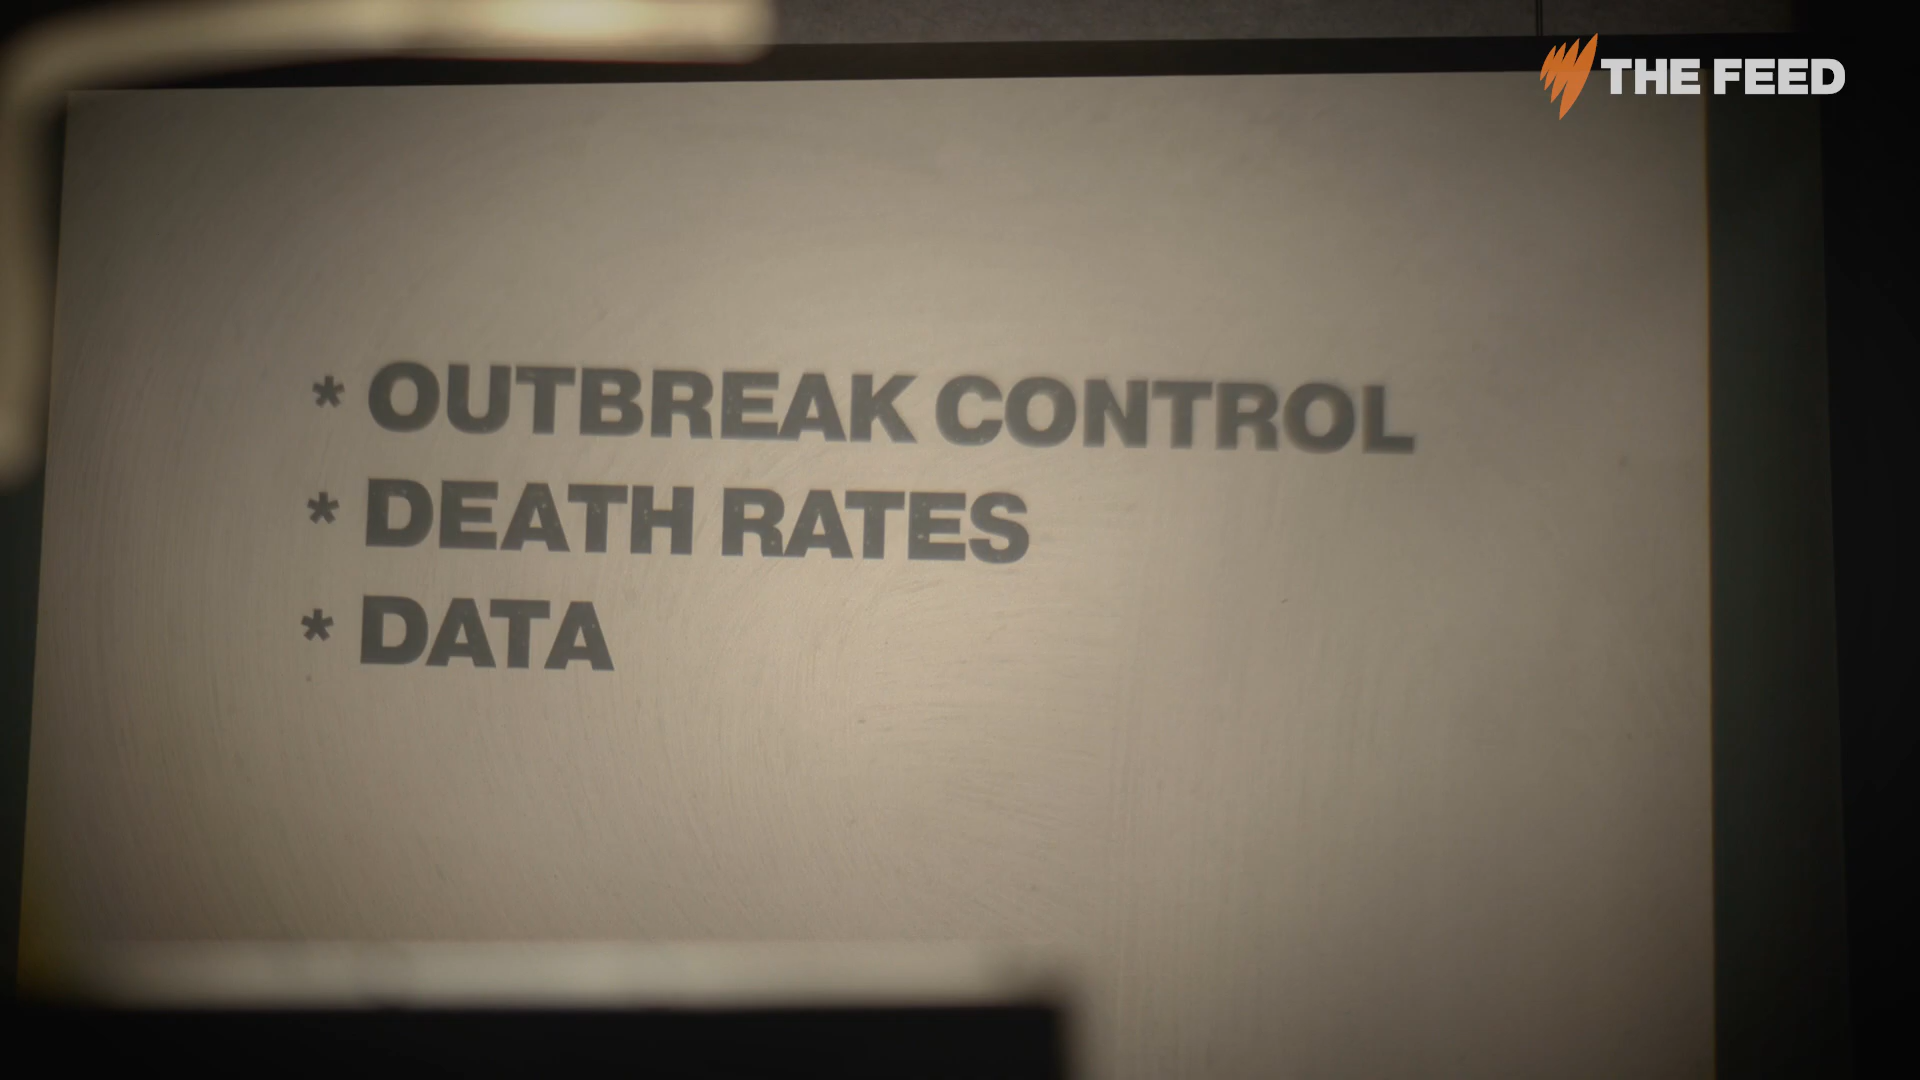 THE FEED
* OUTBREAK CONTROL
* DEATH RATES
* DATA